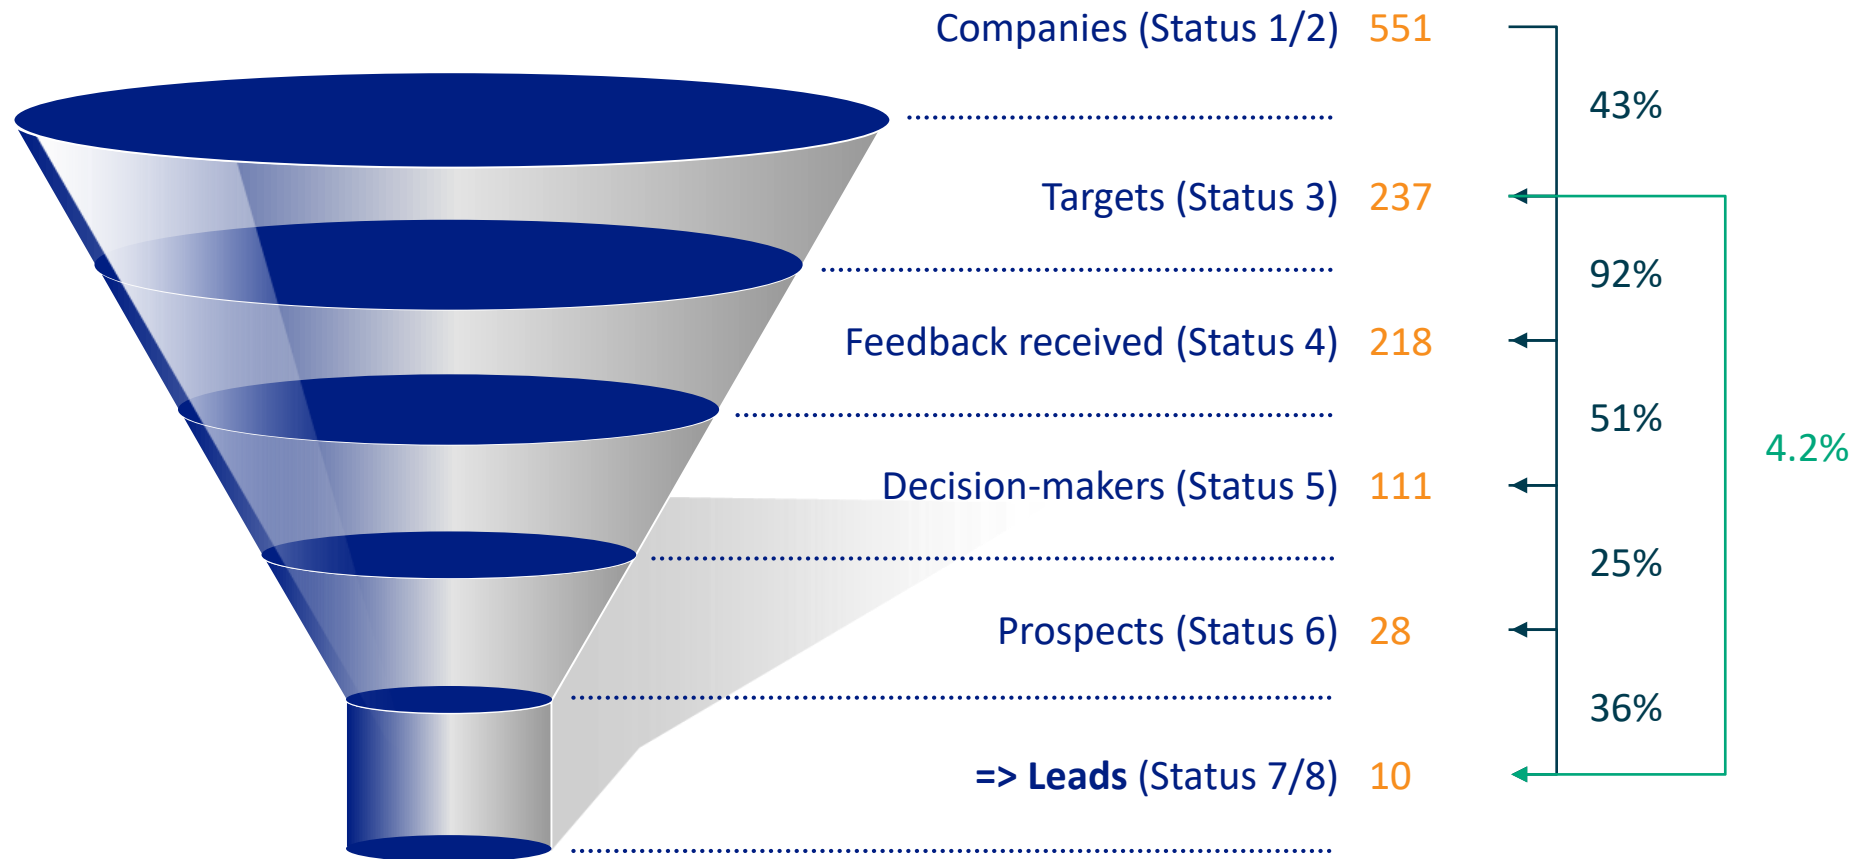 Companies (Status 1/2) 551
43%
Targets (Status 3) 237
92%
Feedback received (Status 4) 218
51%
4.2%
Decision-makers (Status 5) 111
25%
Prospects (Status 6) 28
36%
=> Leads (Status 7/8) 10